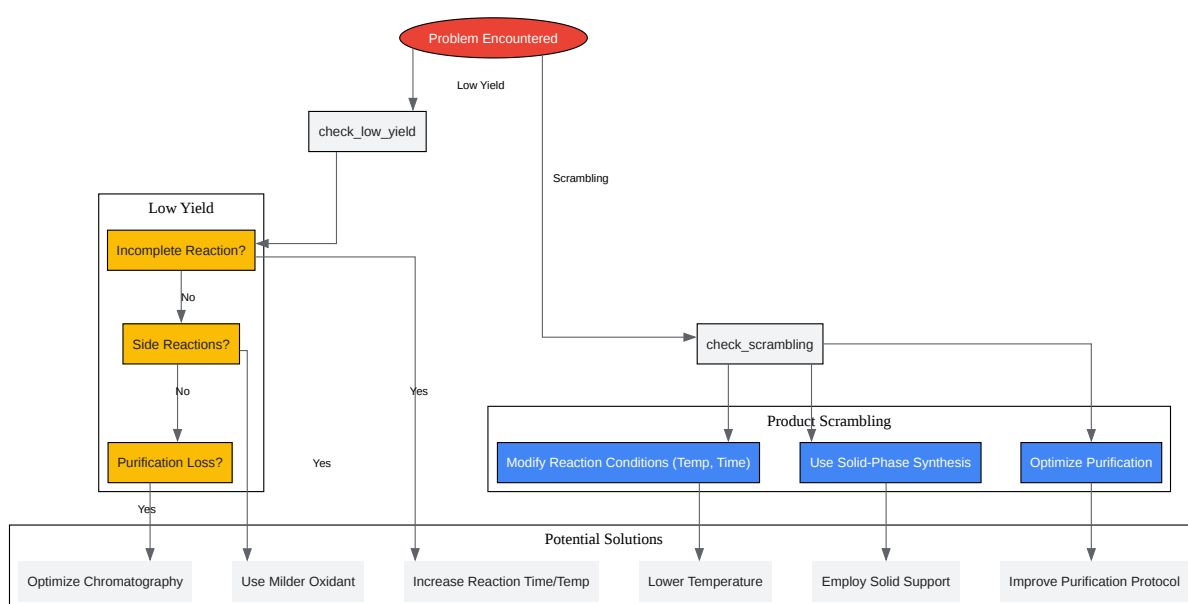 Problem Encountered
Low Yield
check_low_yield
Scrambling
Low Yield
Incomplete Reaction?
No
Side Reactions?
check_scrambling
No
Yes
Product Scrambling
Purification Loss?
Yes
Modify Reaction Conditions (Temp, Time)
Use Solid-Phase Synthesis
Optimize Purification
Yes
Potential Solutions
Optimize Chromatography
Use Milder Oxidant
Increase Reaction Time/Temp
Lower Temperature
Employ Solid Support
Improve Purification Protocol